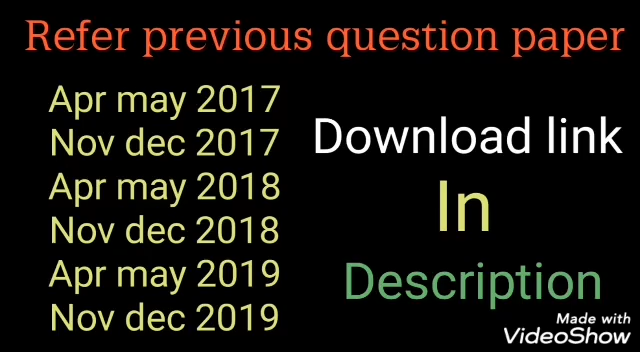 Refer previous question paper
Apr may 2017
Nov dec 2017
Apr may 2018
Nov dec 2018
Apr may 2019
Nov dec 2019
Download link
In
Description
Made with
VideoShow